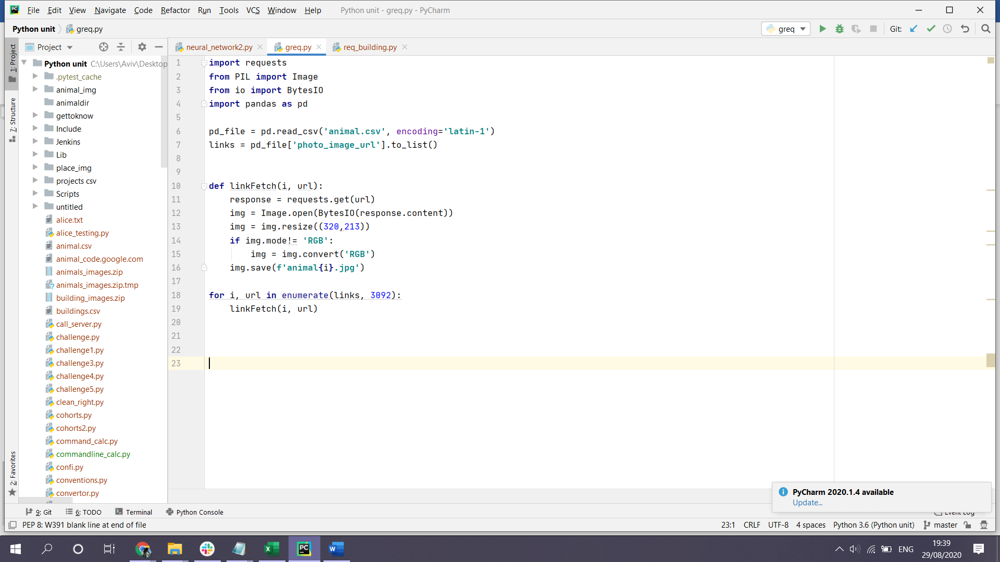 File Edit View Navigate Code Refactor Run Tools VCS Window Help Python unit - greq.py - PyCharm
Python unit greq.py greq Git:
1: Project
Z: Structure
2: Favorites
Project
Python unit C:\Users\Aviv\Desktop
.pytest_cache
animal_img
animaldir
gettoknow
Include
Jenkins
Lib
place_img
projects csv
Scripts
untitled
alice.txt
alice_testing.py
animal.csv
animal_code.google.com
animals_images.zip
animals_images.zip.tmp
building_images.zip
buildings.csv
call_server.py
challenge.py
challenge1.py
challenge3.py
challenge4.py
challenge5.py
clean_right.py
cohorts.py
cohorts2.py
command_calc.py
commandline_calc.py
confi.py
conventions.py
convertor.py
neural_network2.py greq.py req_building.py
1 import requests
2 from PIL import Image
3 from io import BytesIO
4 import pandas as pd
5
6 pd_file = pd.read_csv('animal.csv', encoding='latin-1')
7 links = pd_file['photo_image_url'].to_list()
8
9
10 def linkFetch(i, url):
11 response = requests.get(url)
12 img = Image.open(BytesIO(response.content))
13 img = img.resize((320,213))
14 if img.mode!= 'RGB':
15 img = img.convert('RGB')
16 img.save(f'animal{i}.jpg')
17
18 for i, url in enumerate(links, 3092):
19 linkFetch(i, url)
20
21
22
23
PyCharm 2020.1.4 available
Update...
9: Git 6: TODO Terminal Python Console Event Log
PEP 8: W391 blank line at end of file 23:1 CRLF UTF-8 4 spaces Python 3.6 (Python unit) master
ENG 19:39
29/08/2020